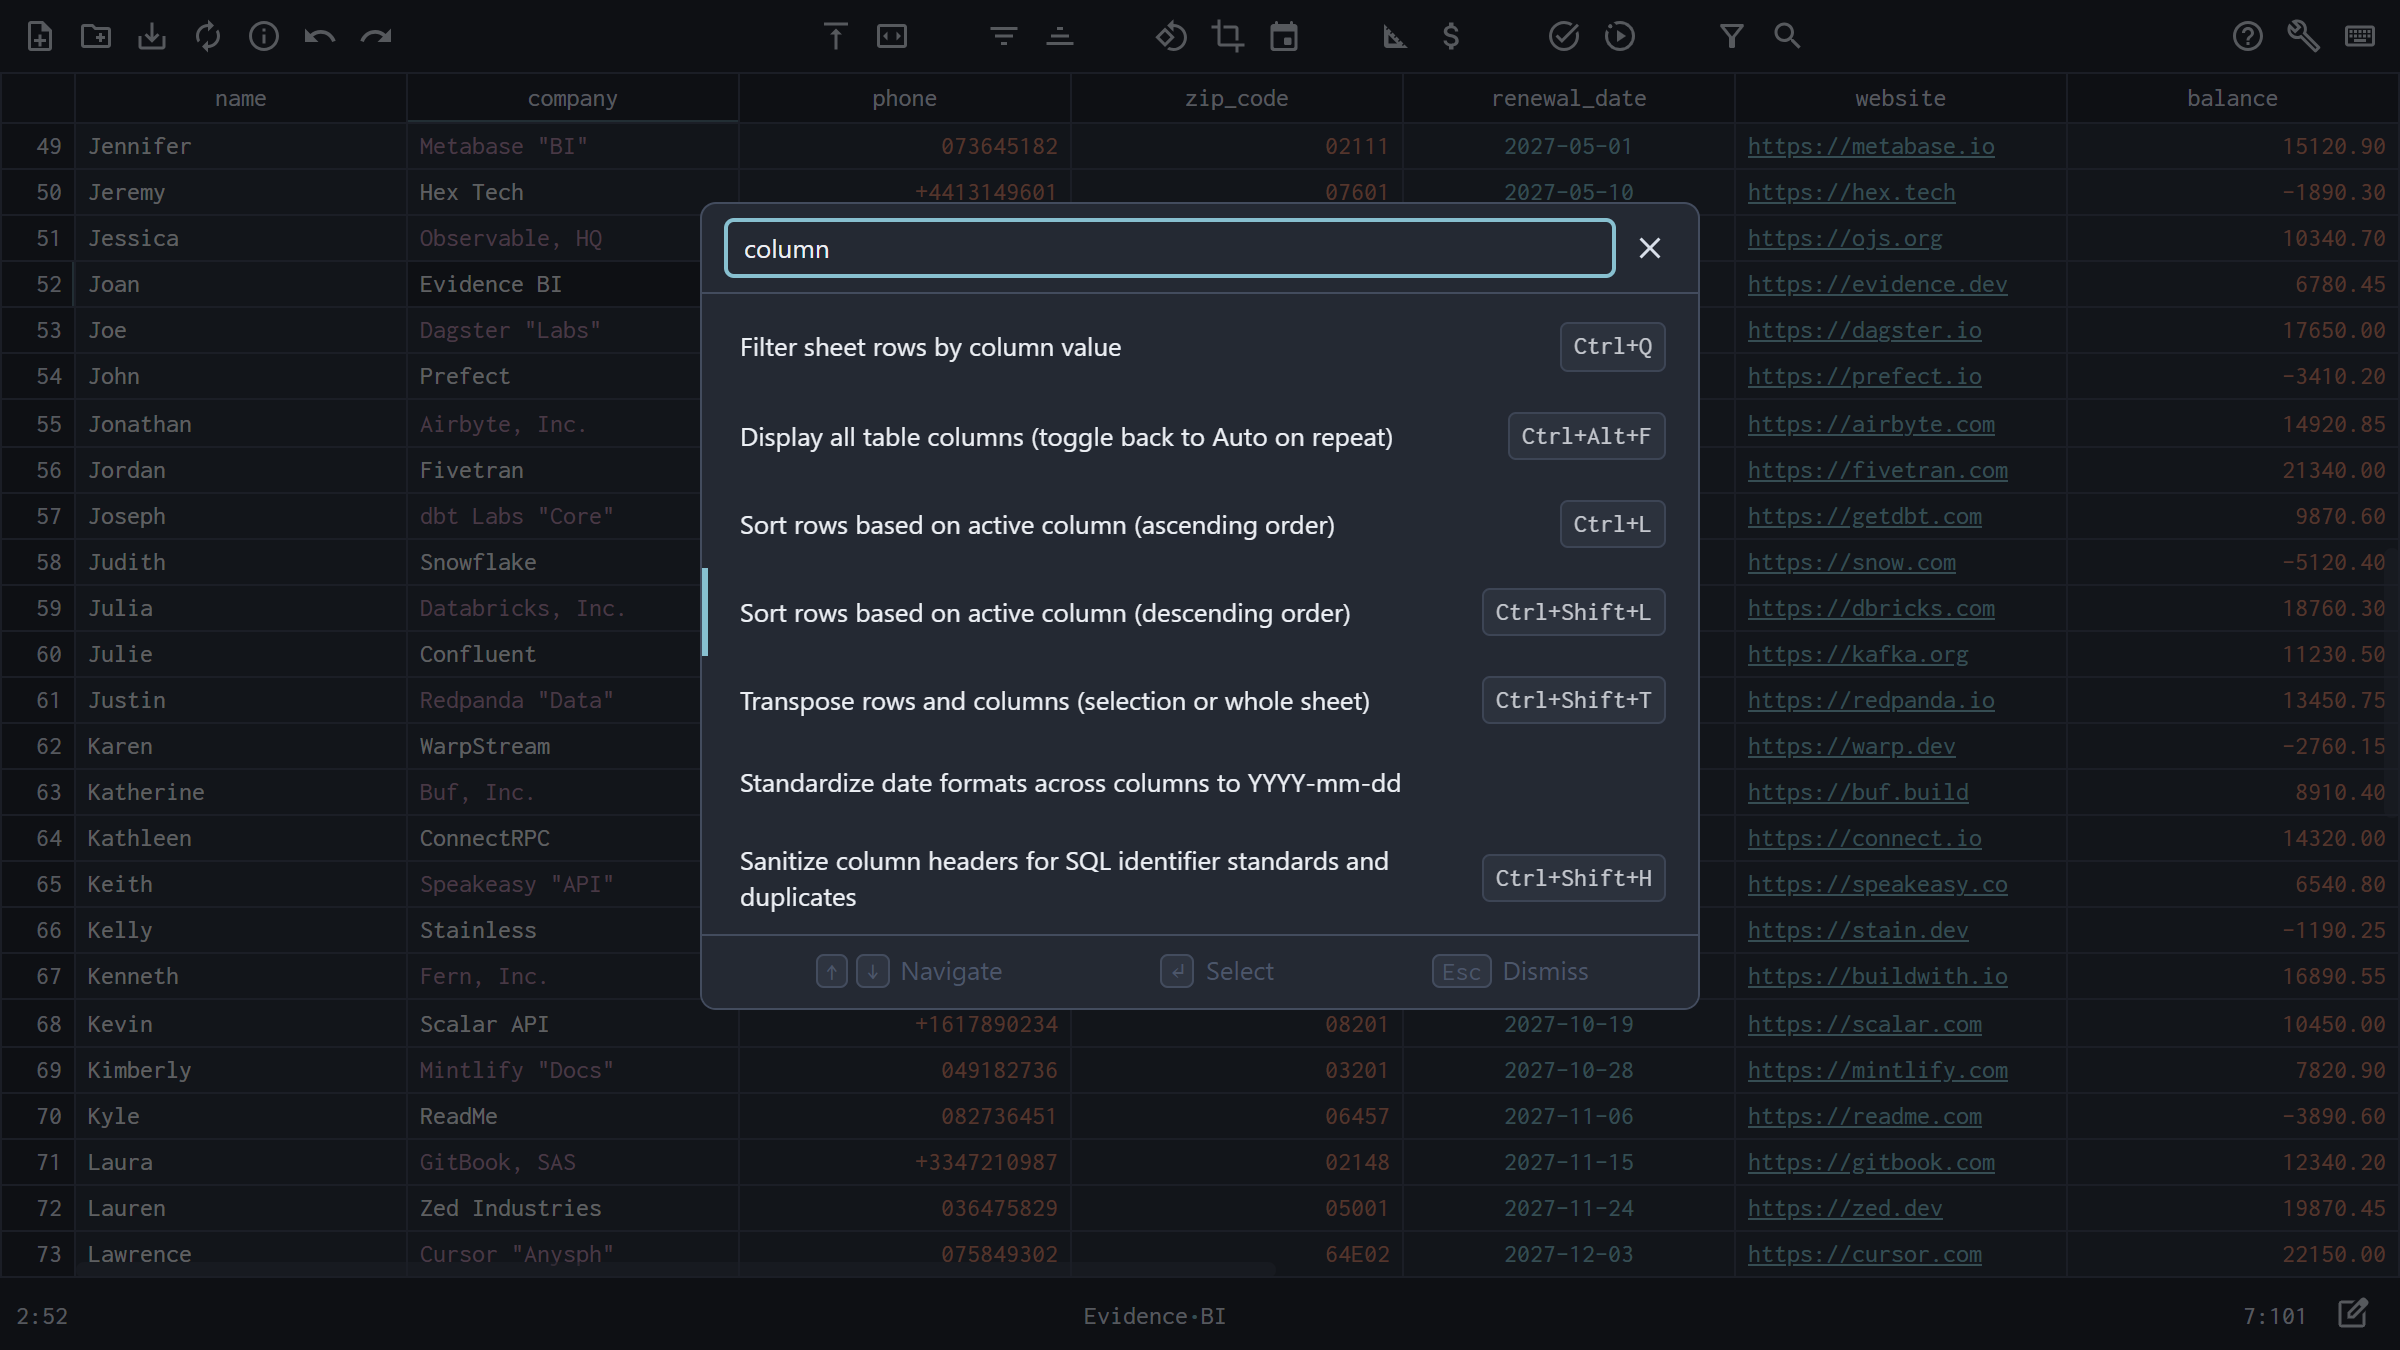 name company phone zip_code renewal_date website balance
49 Jennifer Metabase "BI" 073645182 02111 2027-05-01 https://metabase.io 15120.90
50 Jeremy Hex Tech +4413149601 07601 2027-05-10 https://hex.tech -1890.30
51 Jessica Observable, HQ https://ojs.org 10340.70
column
52 Joan Evidence BI https://evidence.dev 6780.45
53 Joe Dagster "Labs" https://dagster.io 17650.00
Filter sheet rows by column value Ctrl+Q
54 John Prefect https://prefect.io -3410.20
55 Jonathan Airbyte, Inc. https://airbyte.com 14920.85
Display all table columns (toggle back to Auto on repeat) Ctrl+Alt+F
56 Jordan Fivetran https://fivetran.com 21340.00
57 Joseph dbt Labs "Core" https://getdbt.com 9870.60
Sort rows based on active column (ascending order) Ctrl+L
58 Judith Snowflake https://snow.com -5120.40
59 Julia Databricks, Inc. https://dbricks.com 18760.30
Sort rows based on active column (descending order) Ctrl+Shift+L
60 Julie Confluent https://kafka.org 11230.50
61 Justin Redpanda "Data" https://redpanda.io 13450.75
Transpose rows and columns (selection or whole sheet) Ctrl+Shift+T
62 Karen WarpStream https://warp.dev -2760.15
Standardize date formats across columns to YYYY-mm-dd
63 Katherine Buf, Inc. https://buf.build 8910.40
64 Kathleen ConnectRPC https://connect.io 14320.00
Sanitize column headers for SQL identifier standards and
duplicates Ctrl+Shift+H
65 Keith Speakeasy "API" https://speakeasy.co 6540.80
66 Kelly Stainless https://stain.dev -1190.25
67 Kenneth Fern, Inc. https://buildwith.io 16890.55
↑ ↓ Navigate ↵ Select Esc Dismiss
68 Kevin Scalar API +1617890234 08201 2027-10-19 https://scalar.com 10450.00
69 Kimberly Mintlify "Docs" 049182736 03201 2027-10-28 https://mintlify.com 7820.90
70 Kyle ReadMe 082736451 06457 2027-11-06 https://readme.com -3890.60
71 Laura GitBook, SAS +3347210987 02148 2027-11-15 https://gitbook.com 12340.20
72 Lauren Zed Industries 036475829 05001 2027-11-24 https://zed.dev 19870.45
73 Lawrence Cursor "Anysph" 075849302 64E02 2027-12-03 https://cursor.com 22150.00
2:52 Evidence·BI 7:101